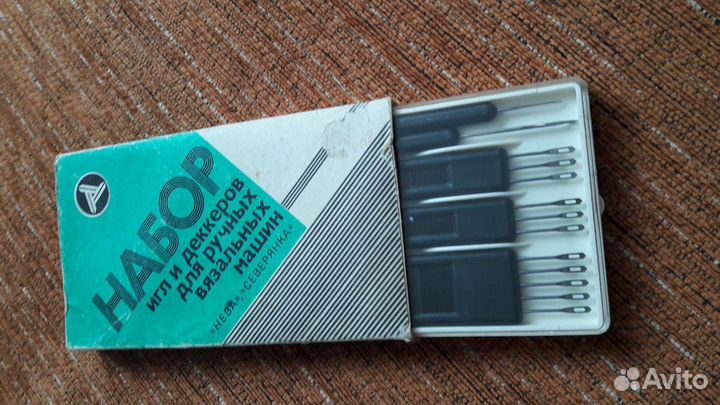 НАБОР
игл и деккеров
для ручных
вязальных
машин
"НЕВА", "СЕВЕРЯНКА"
Avito